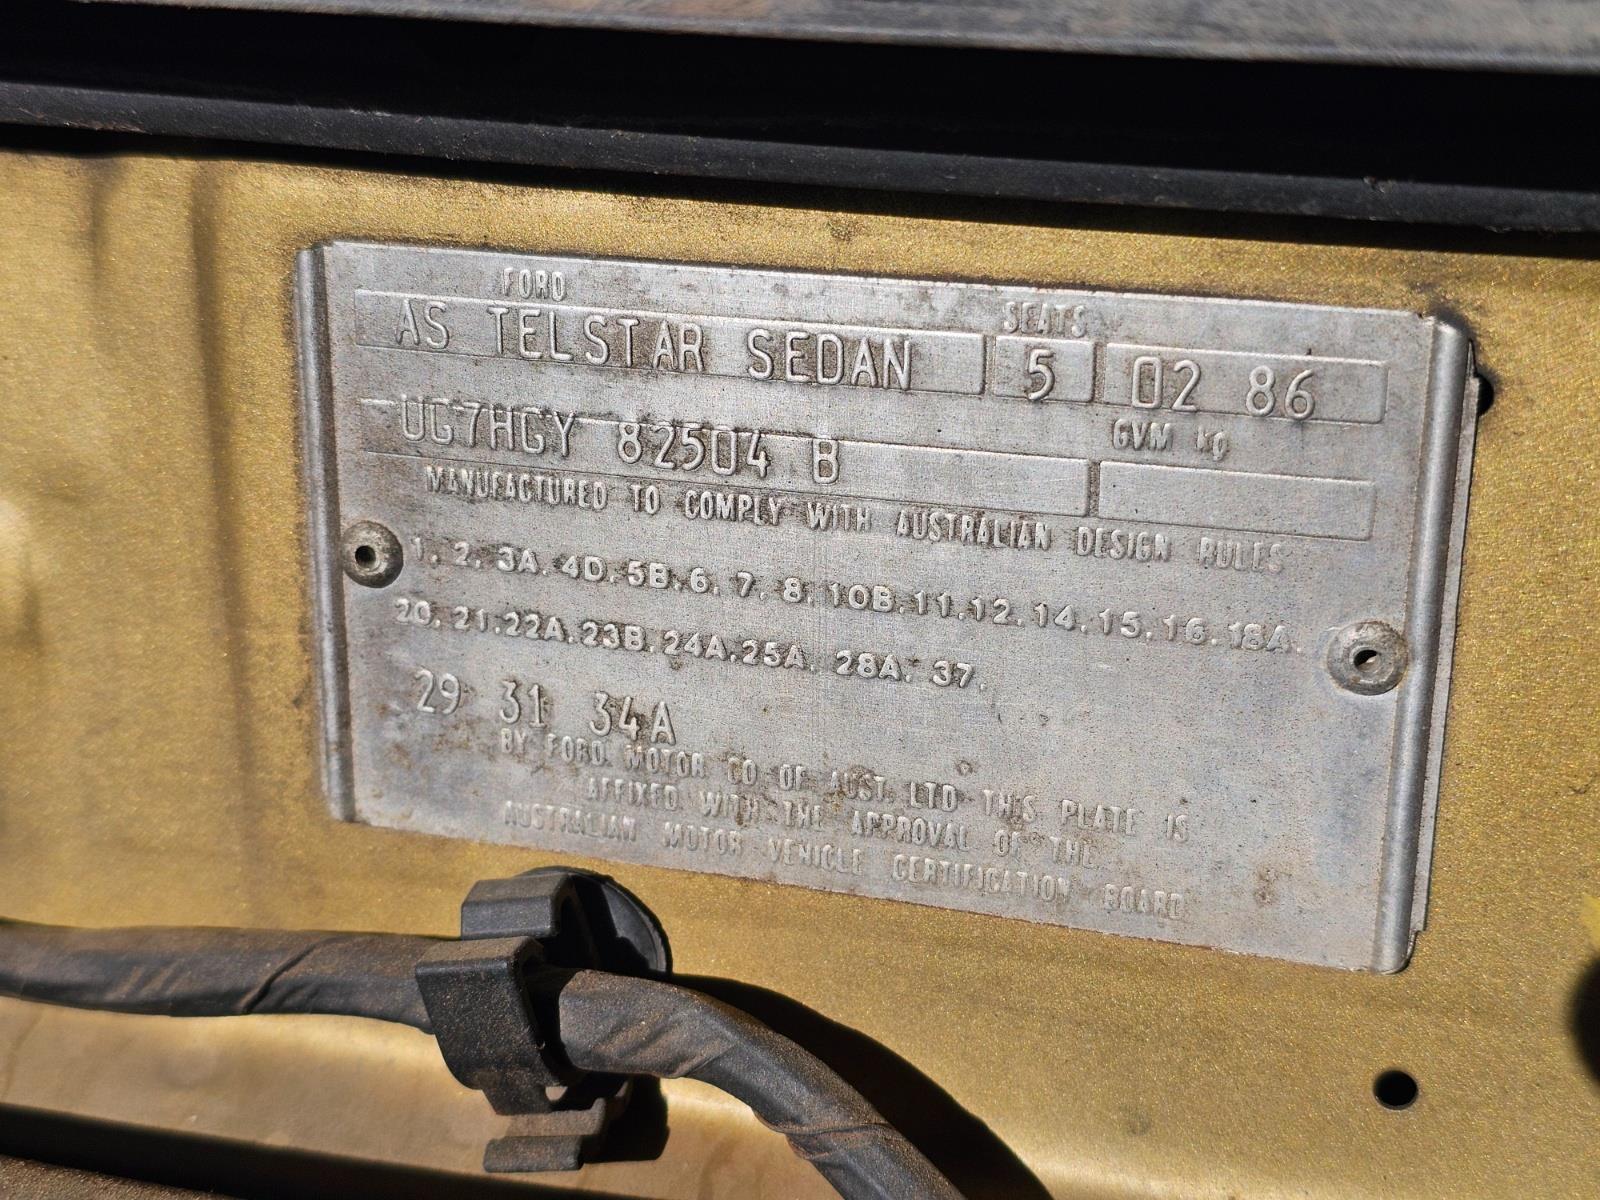 FORD
AS TELSTAR SEDAN SEATS 5 02 86
UG7HGY 82504 B GVM kg
MANUFACTURED TO COMPLY WITH AUSTRALIAN DESIGN RULES
1. 2. 3A. 4D. 5B. 6. 7. 8. 10B. 11. 12. 14. 15. 16. 18A.
20. 21. 22A. 23B. 24A. 25A. 28A. 37.
29 31 34A
BY FORD MOTOR CO OF AUST. LTD THIS PLATE IS
AFFIXED WITH THE APPROVAL OF THE
AUSTRALIAN MOTOR VEHICLE CERTIFICATION BOARD